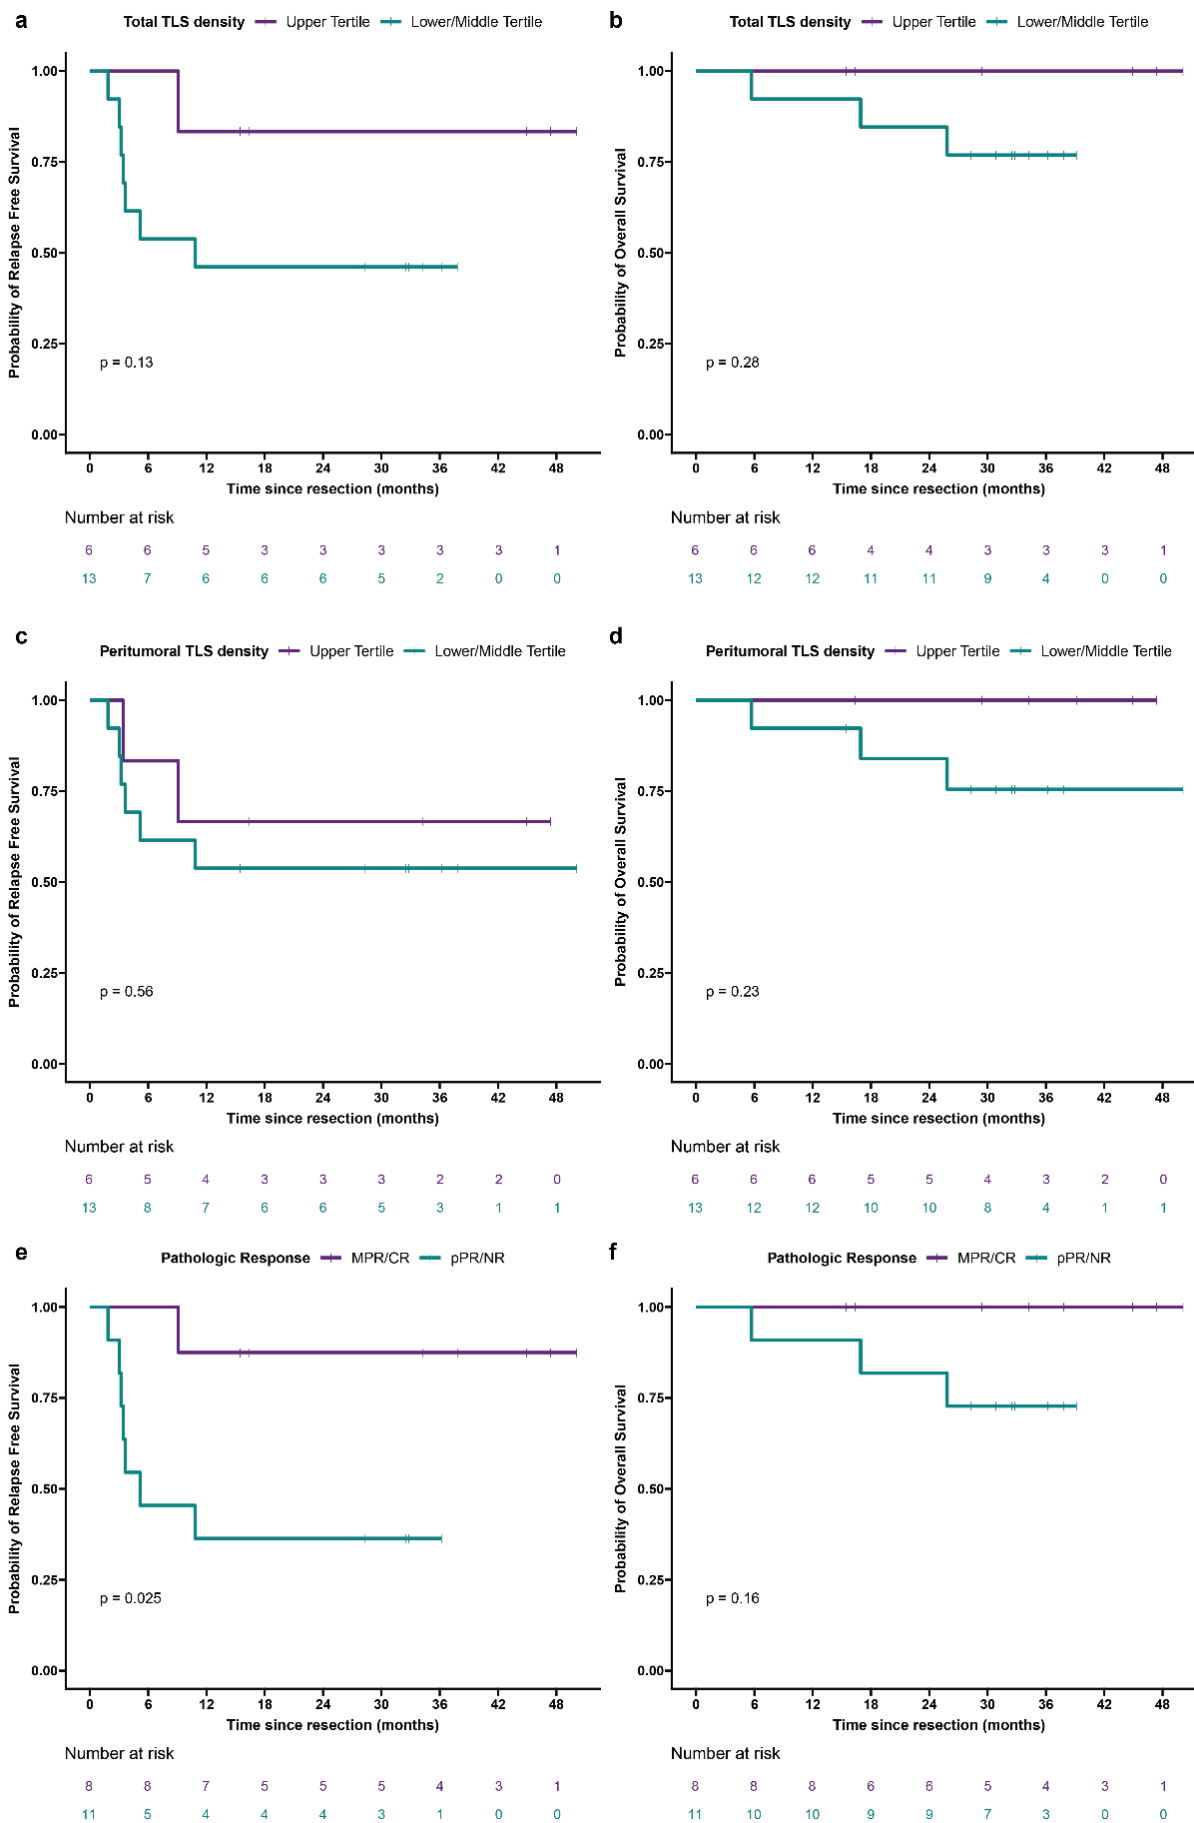 a
Total TLS density Upper Tertile Lower/Middle Tertile
Probability of Relapse Free Survival
1.00
0.75
0.50
0.25
0.00
p = 0.13
0 6 12 18 24 30 36 42 48
Time since resection (months)
Number at risk
6 6 5 3 3 3 3 3 1
13 7 6 6 6 5 2 0 0
b
Total TLS density Upper Tertile Lower/Middle Tertile
Probability of Overall Survival
1.00
0.75
0.50
0.25
0.00
p = 0.28
0 6 12 18 24 30 36 42 48
Time since resection (months)
Number at risk
6 6 6 4 4 3 3 3 1
13 12 12 11 11 9 4 0 0
c
Peritumoral TLS density Upper Tertile Lower/Middle Tertile
Probability of Relapse Free Survival
1.00
0.75
0.50
0.25
0.00
p = 0.56
0 6 12 18 24 30 36 42 48
Time since resection (months)
Number at risk
6 5 4 3 3 3 2 2 0
13 8 7 6 6 5 3 1 1
d
Peritumoral TLS density Upper Tertile Lower/Middle Tertile
Probability of Overall Survival
1.00
0.75
0.50
0.25
0.00
p = 0.23
0 6 12 18 24 30 36 42 48
Time since resection (months)
Number at risk
6 6 6 5 5 4 3 2 0
13 12 12 10 10 8 4 1 1
e
Pathologic Response MPR/CR pPR/NR
Probability of Relapse Free Survival
1.00
0.75
0.50
0.25
0.00
p = 0.025
0 6 12 18 24 30 36 42 48
Time since resection (months)
Number at risk
8 8 7 5 5 5 4 3 1
11 5 4 4 4 3 1 0 0
f
Pathologic Response MPR/CR pPR/NR
Probability of Overall Survival
1.00
0.75
0.50
0.25
0.00
p = 0.16
0 6 12 18 24 30 36 42 48
Time since resection (months)
Number at risk
8 8 8 6 6 5 4 3 1
11 10 10 9 9 7 3 0 0